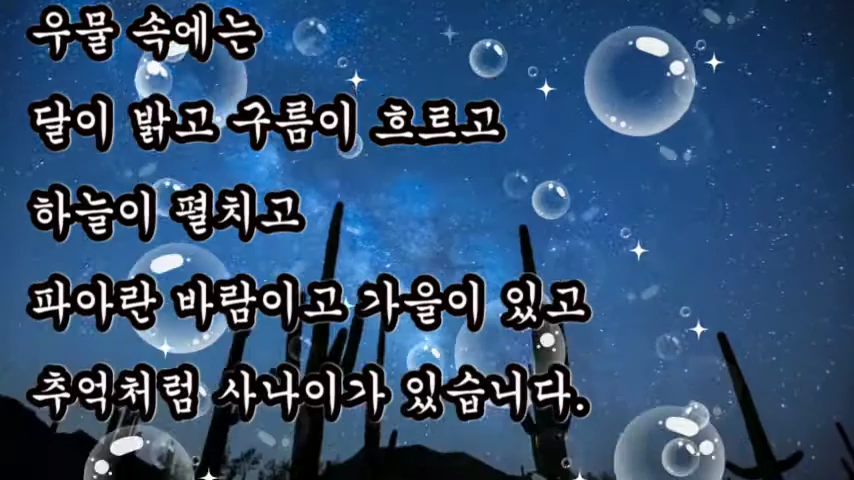 우물 속에는
달이 밝고 구름이 흐르고
하늘이 펼치고
파아란 바람이고 가을이 있고
추억처럼 사나이가 있습니다.